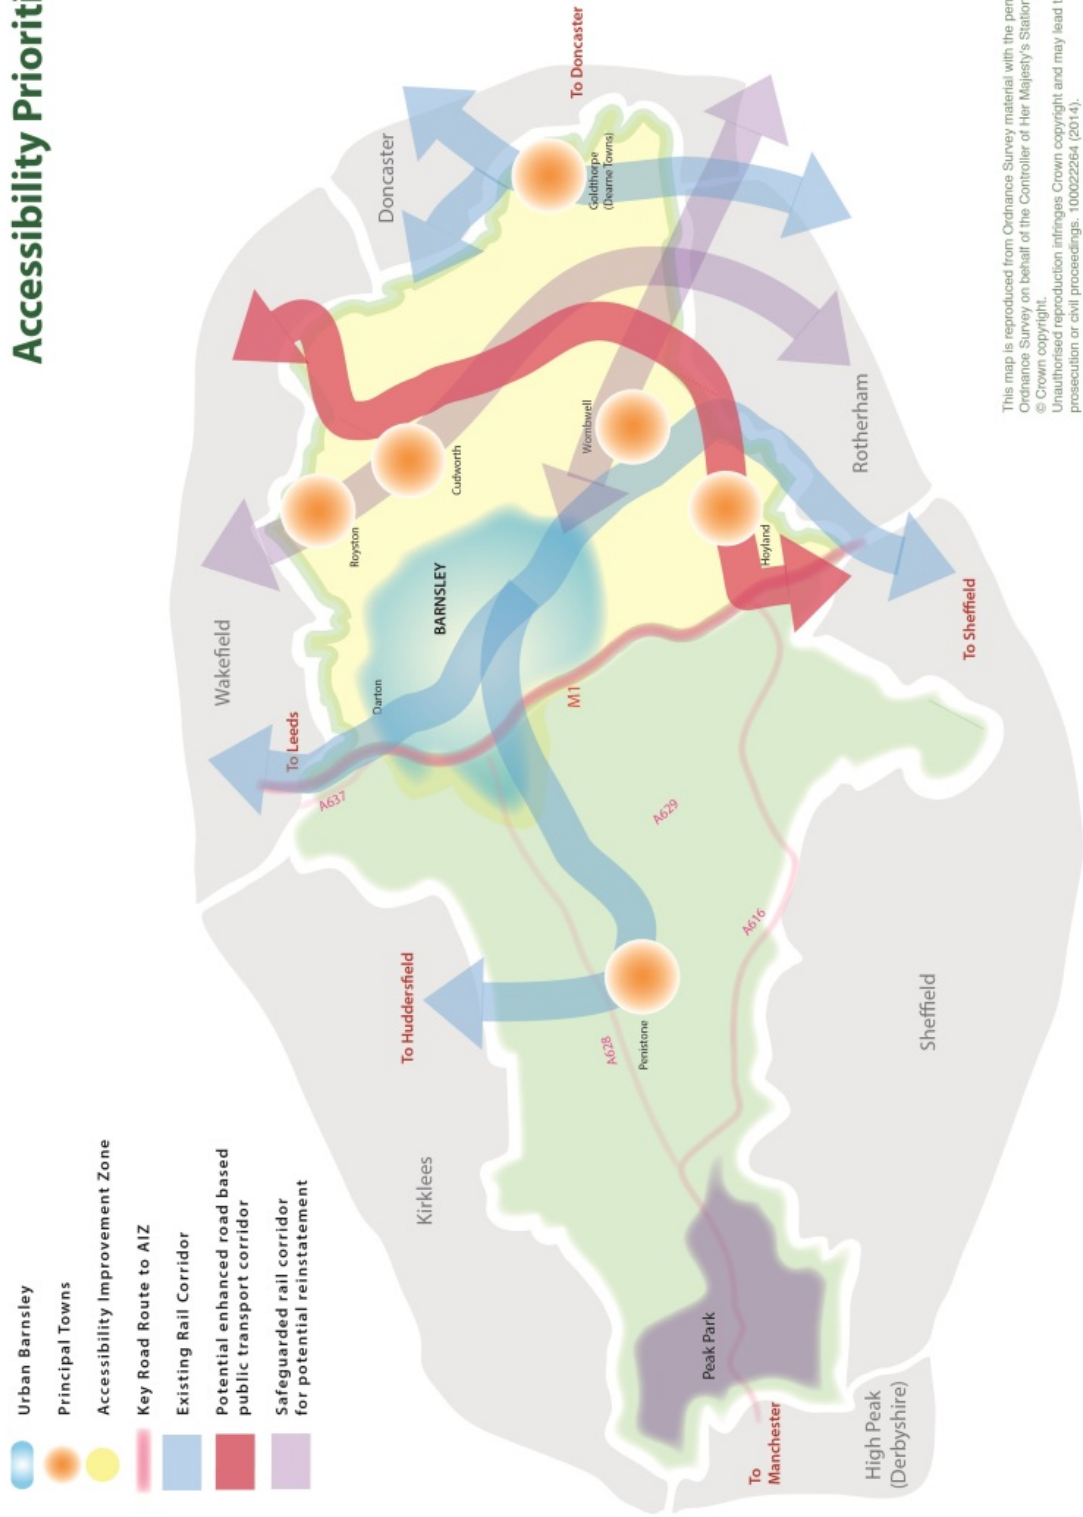 Accessibility Prioriti
Urban Barnsley
Principal Towns
Accessibility Improvement Zone
Key Road Route to AIZ
Existing Rail Corridor
Potential enhanced road based
public transport corridor
Safeguarded rail corridor
for potential reinstatement
Wakefield
Doncaster
To Doncaster
Goldthorpe
(Dearne Towns)
Royston
Cudworth
Wombwell
BARNSLEY
Darton
To Leeds
A637
M1
Hoyland
Rotherham
To Sheffield
To Huddersfield
Kirklees
A629
A616
A628
Penistone
Sheffield
Peak Park
To
Manchester
High Peak
(Derbyshire)
This map is reproduced from Ordnance Survey material with the per
Ordnance Survey on behalf of the Controller of Her Majesty's Station
© Crown copyright.
Unauthorised reproduction infringes Crown copyright and may lead t
prosecution or civil proceedings. 100022264 (2014).